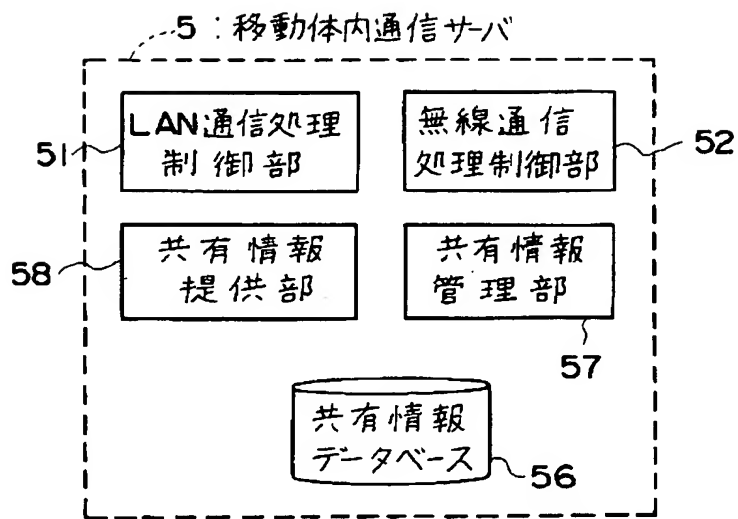 5:移動体内通信サーバ
LAN通信処理
制御部
51
無線通信
処理制御部
52
共有情報
提供部
58
共有情報
管理部
57
共有情報
データベース
56